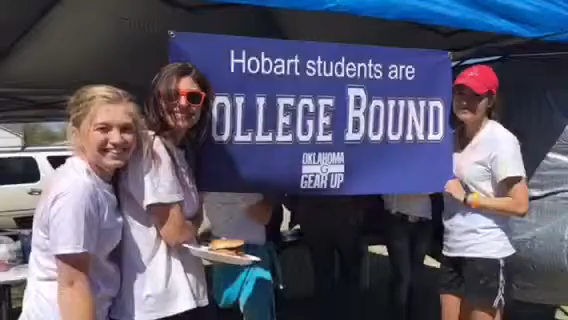 Hobart students are
OLLEGE BOUND
OKLAHOMA
G
GEAR UP